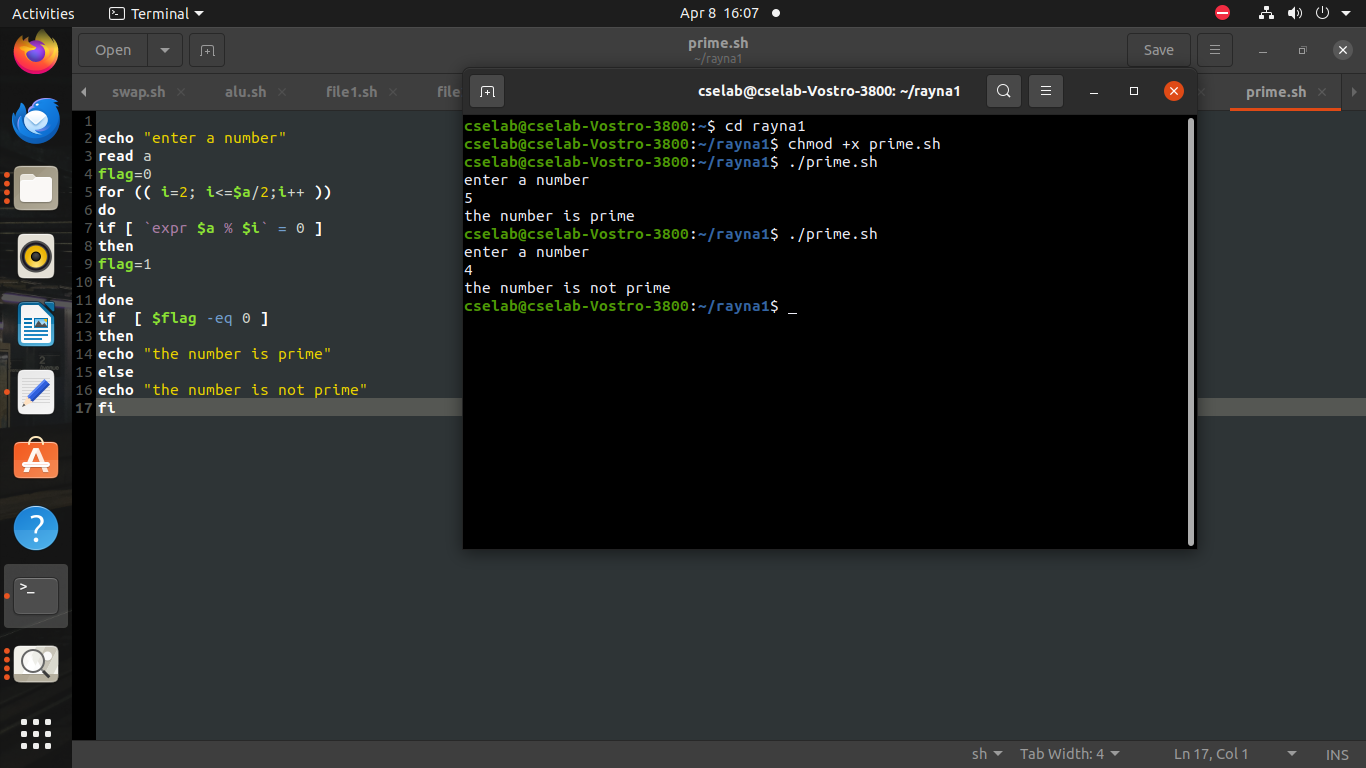 Activities
Terminal
Apr 8 16:07
Open
prime.sh
~/rayna1
Save
swap.sh
alu.sh
file1.sh
file
prime.sh
1
2 echo "enter a number"
3 read a
4 flag=0
5 for (( i=2; i<=$a/2;i++ ))
6 do
7 if [ `expr $a % $i` = 0 ]
8 then
9 flag=1
10 fi
11 done
12 if  [ $flag -eq 0 ]
13 then
14 echo "the number is prime"
15 else
16 echo "the number is not prime"
17 fi
cselab@cselab-Vostro-3800: ~/rayna1
cselab@cselab-Vostro-3800:~$ cd rayna1
cselab@cselab-Vostro-3800:~/rayna1$ chmod +x prime.sh
cselab@cselab-Vostro-3800:~/rayna1$ ./prime.sh
enter a number
5
the number is prime
cselab@cselab-Vostro-3800:~/rayna1$ ./prime.sh
enter a number
4
the number is not prime
cselab@cselab-Vostro-3800:~/rayna1$ _
sh
Tab Width: 4
Ln 17, Col 1
INS